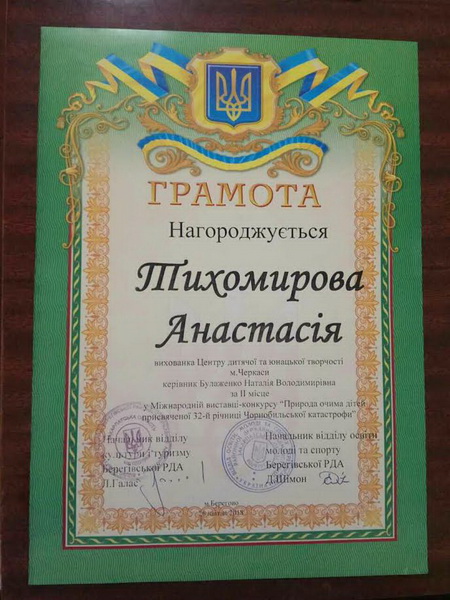 ГРАМОТА
Нагороджується
Тихомирова
Анастасія
вихованка Центру дитячої та юнацької творчості
м.Черкаси
керівник Булаженко Наталія Володимирівна
за ІІ місце
у Міжнародній виставці-конкурсі “Природа очима дітей
присвяченої 32-й річниці Чорнобильської катастрофи”
Начальник відділу
культури і туризму
Берегівської РДА
Л.Галас
Начальник відділу освіти
молоді та спорту
Берегівської РДА
Д.Шімон
м.Берегово
2018